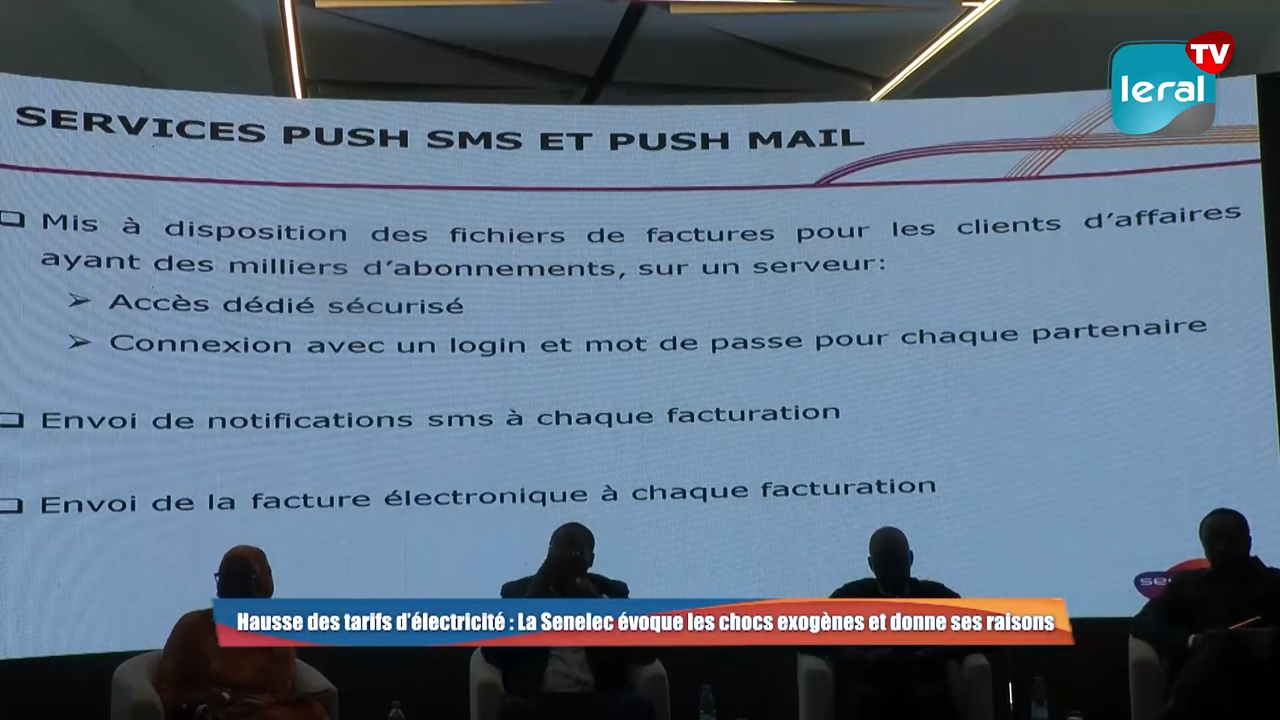 TV
leral
SERVICES PUSH SMS ET PUSH MAIL
Mis à disposition des fichiers de factures pour les clients d'affaires
ayant des milliers d'abonnements, sur un serveur:
Accès dédié sécurisé
Connexion avec un login et mot de passe pour chaque partenaire
Envoi de notifications sms à chaque facturation
Envoi de la facture électronique à chaque facturation
Hausse des tarifs d'électricité : La Senelec évoque les chocs exogènes et donne ses raisons